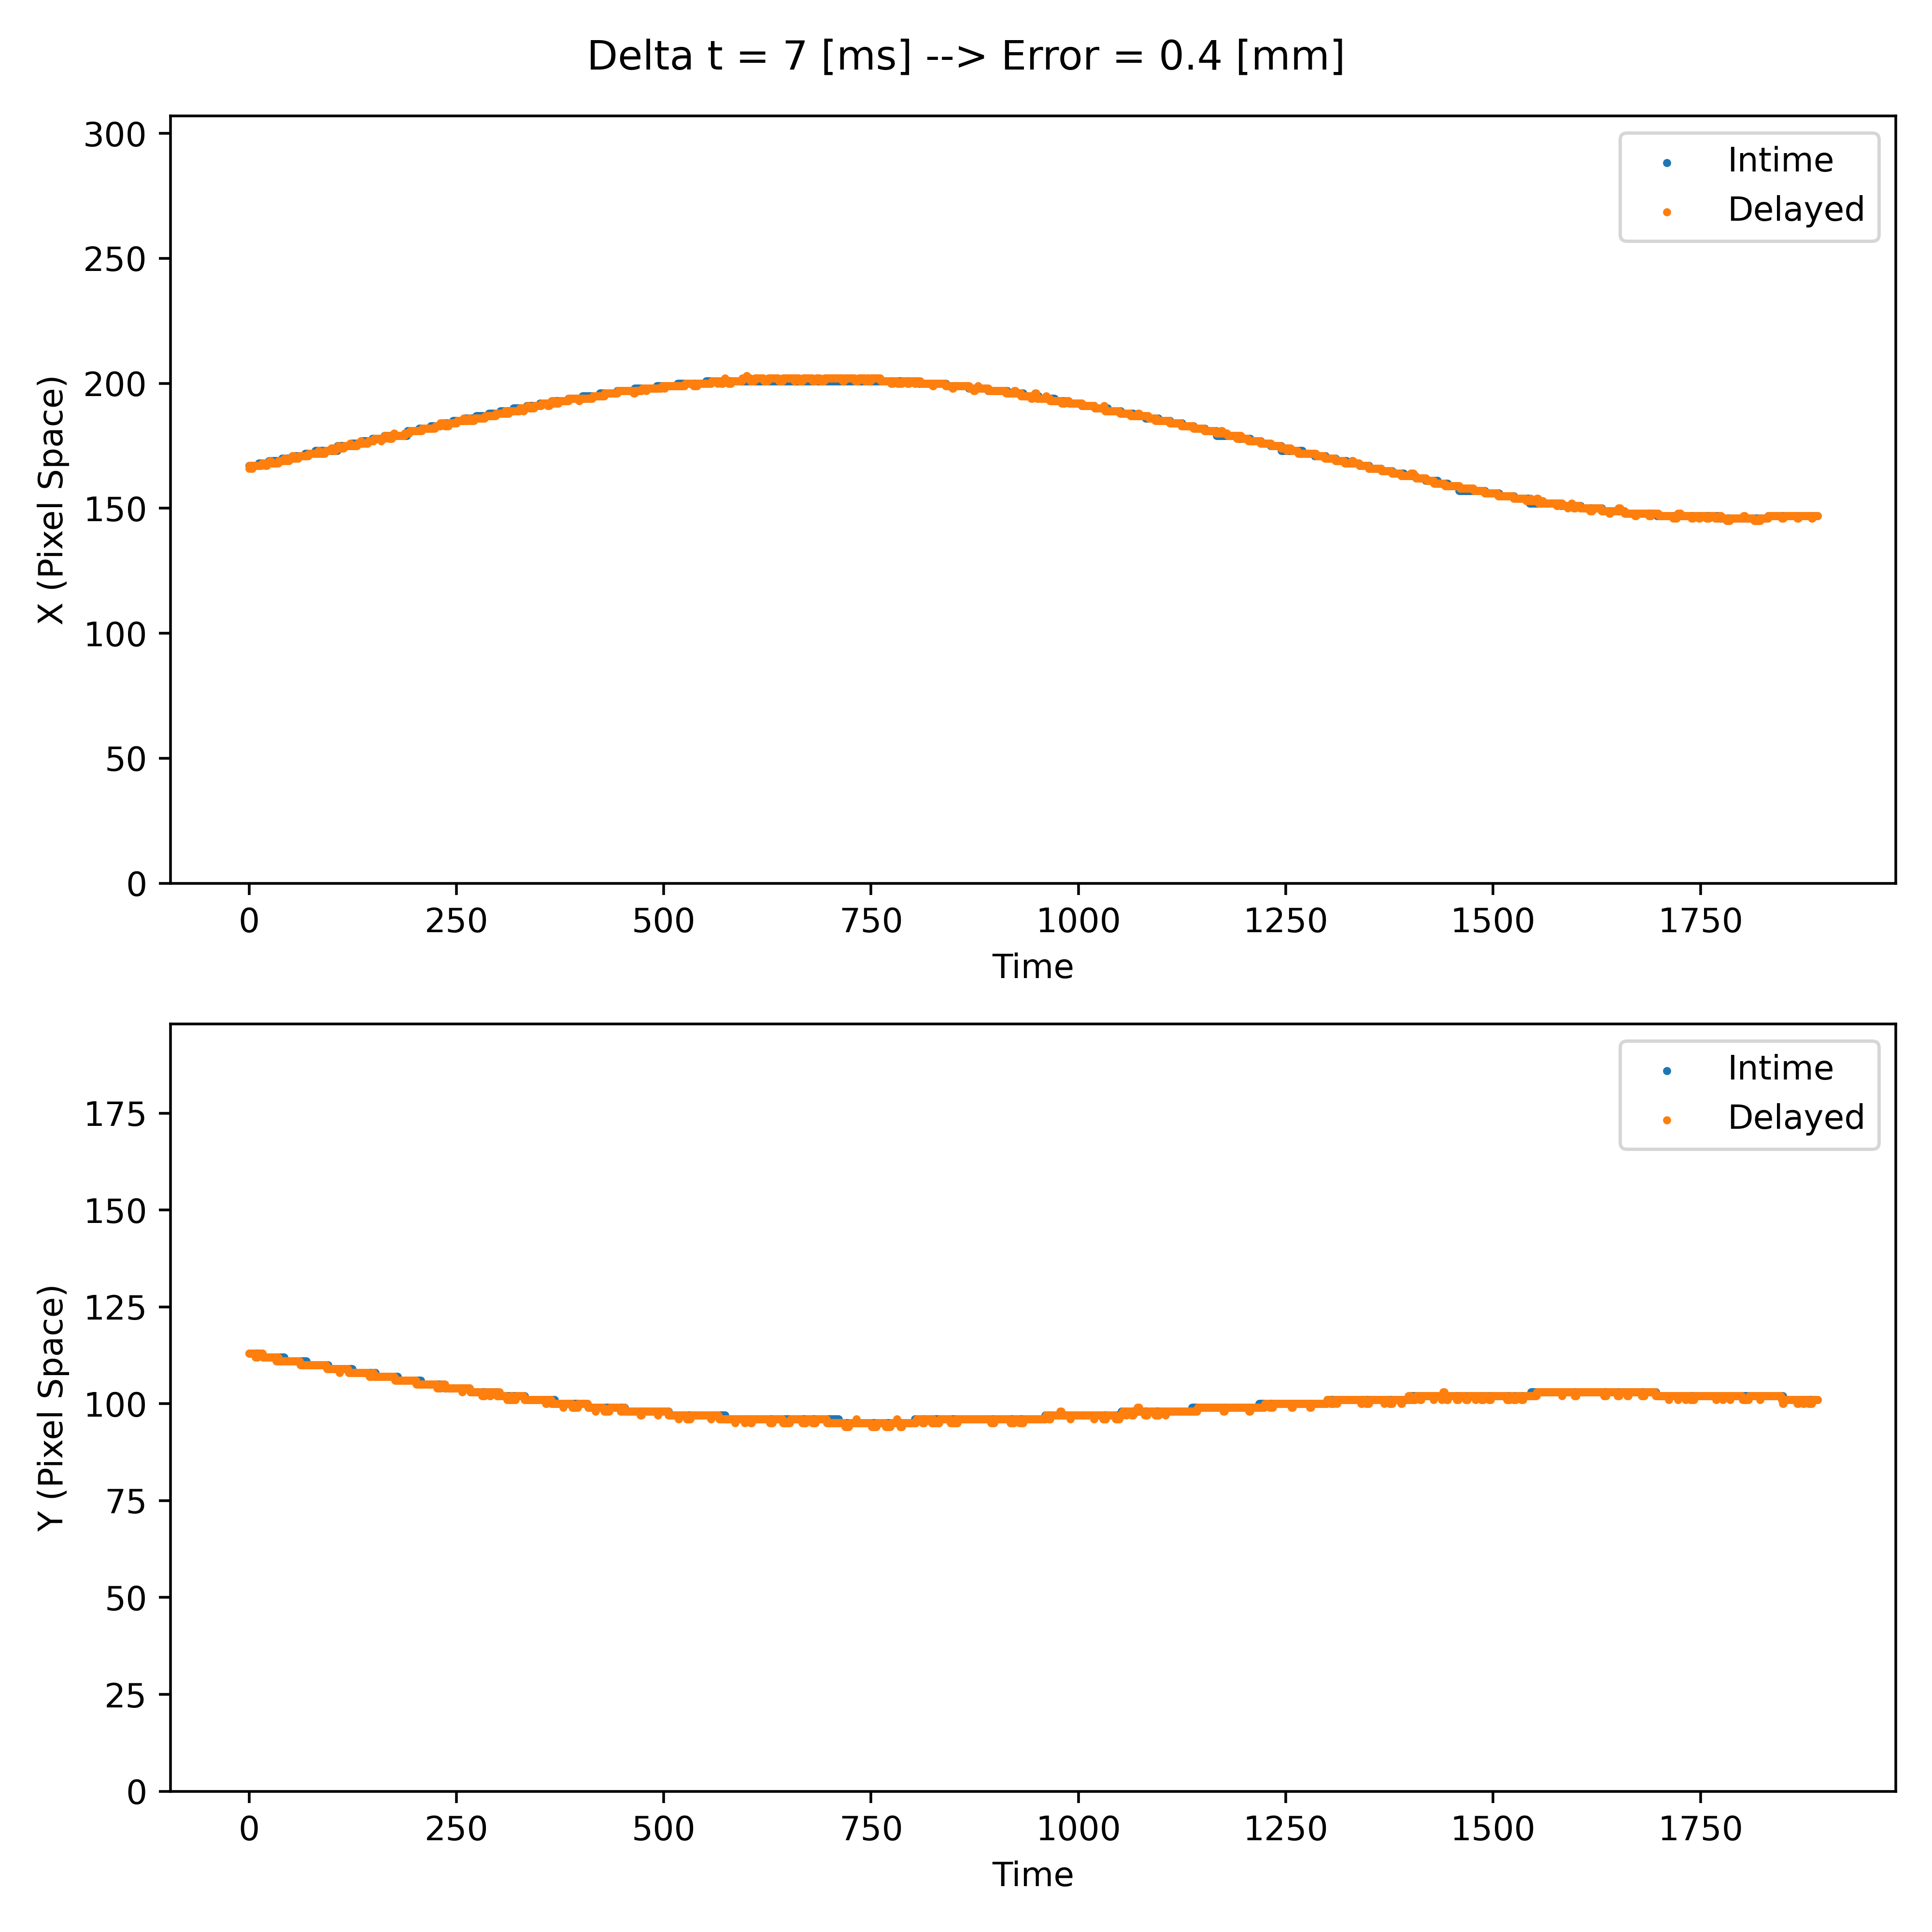 Delta t = 7 [ms] --> Error = 0.4 [mm]
300
250
200
150
100
50
0
X (Pixel Space)
Intime
Delayed
0 250 500 750 1000 1250 1500 1750
Time
175
150
125
100
75
50
25
0
Y (Pixel Space)
Intime
Delayed
0 250 500 750 1000 1250 1500 1750
Time